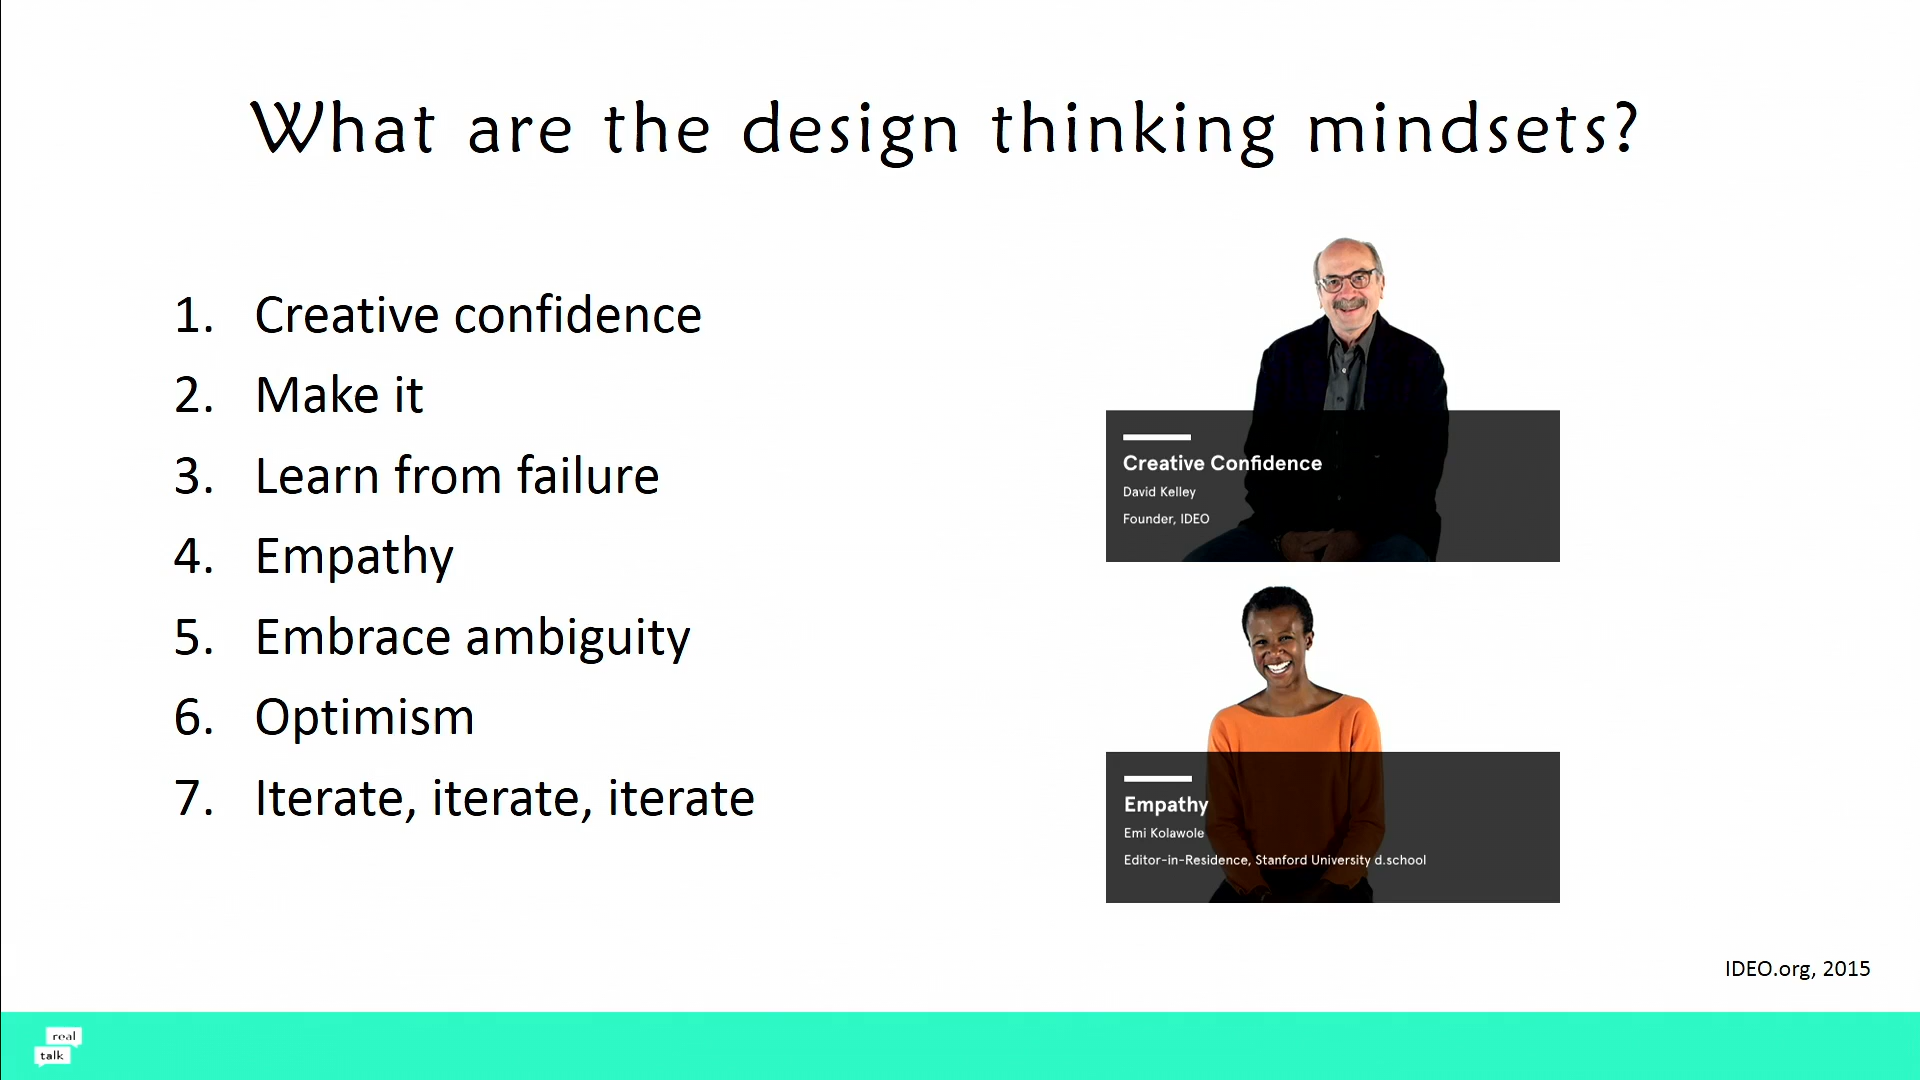 What are the design thinking mindsets?
1. Creative confidence
2. Make it
3. Learn from failure
4. Empathy
5. Embrace ambiguity
6. Optimism
7. Iterate, iterate, iterate
Creative Confidence
David Kelley
Founder, IDEO
Empathy
Emi Kolawole
Editor-in-Residence, Stanford University d.school
IDEO.org, 2015
real
talk